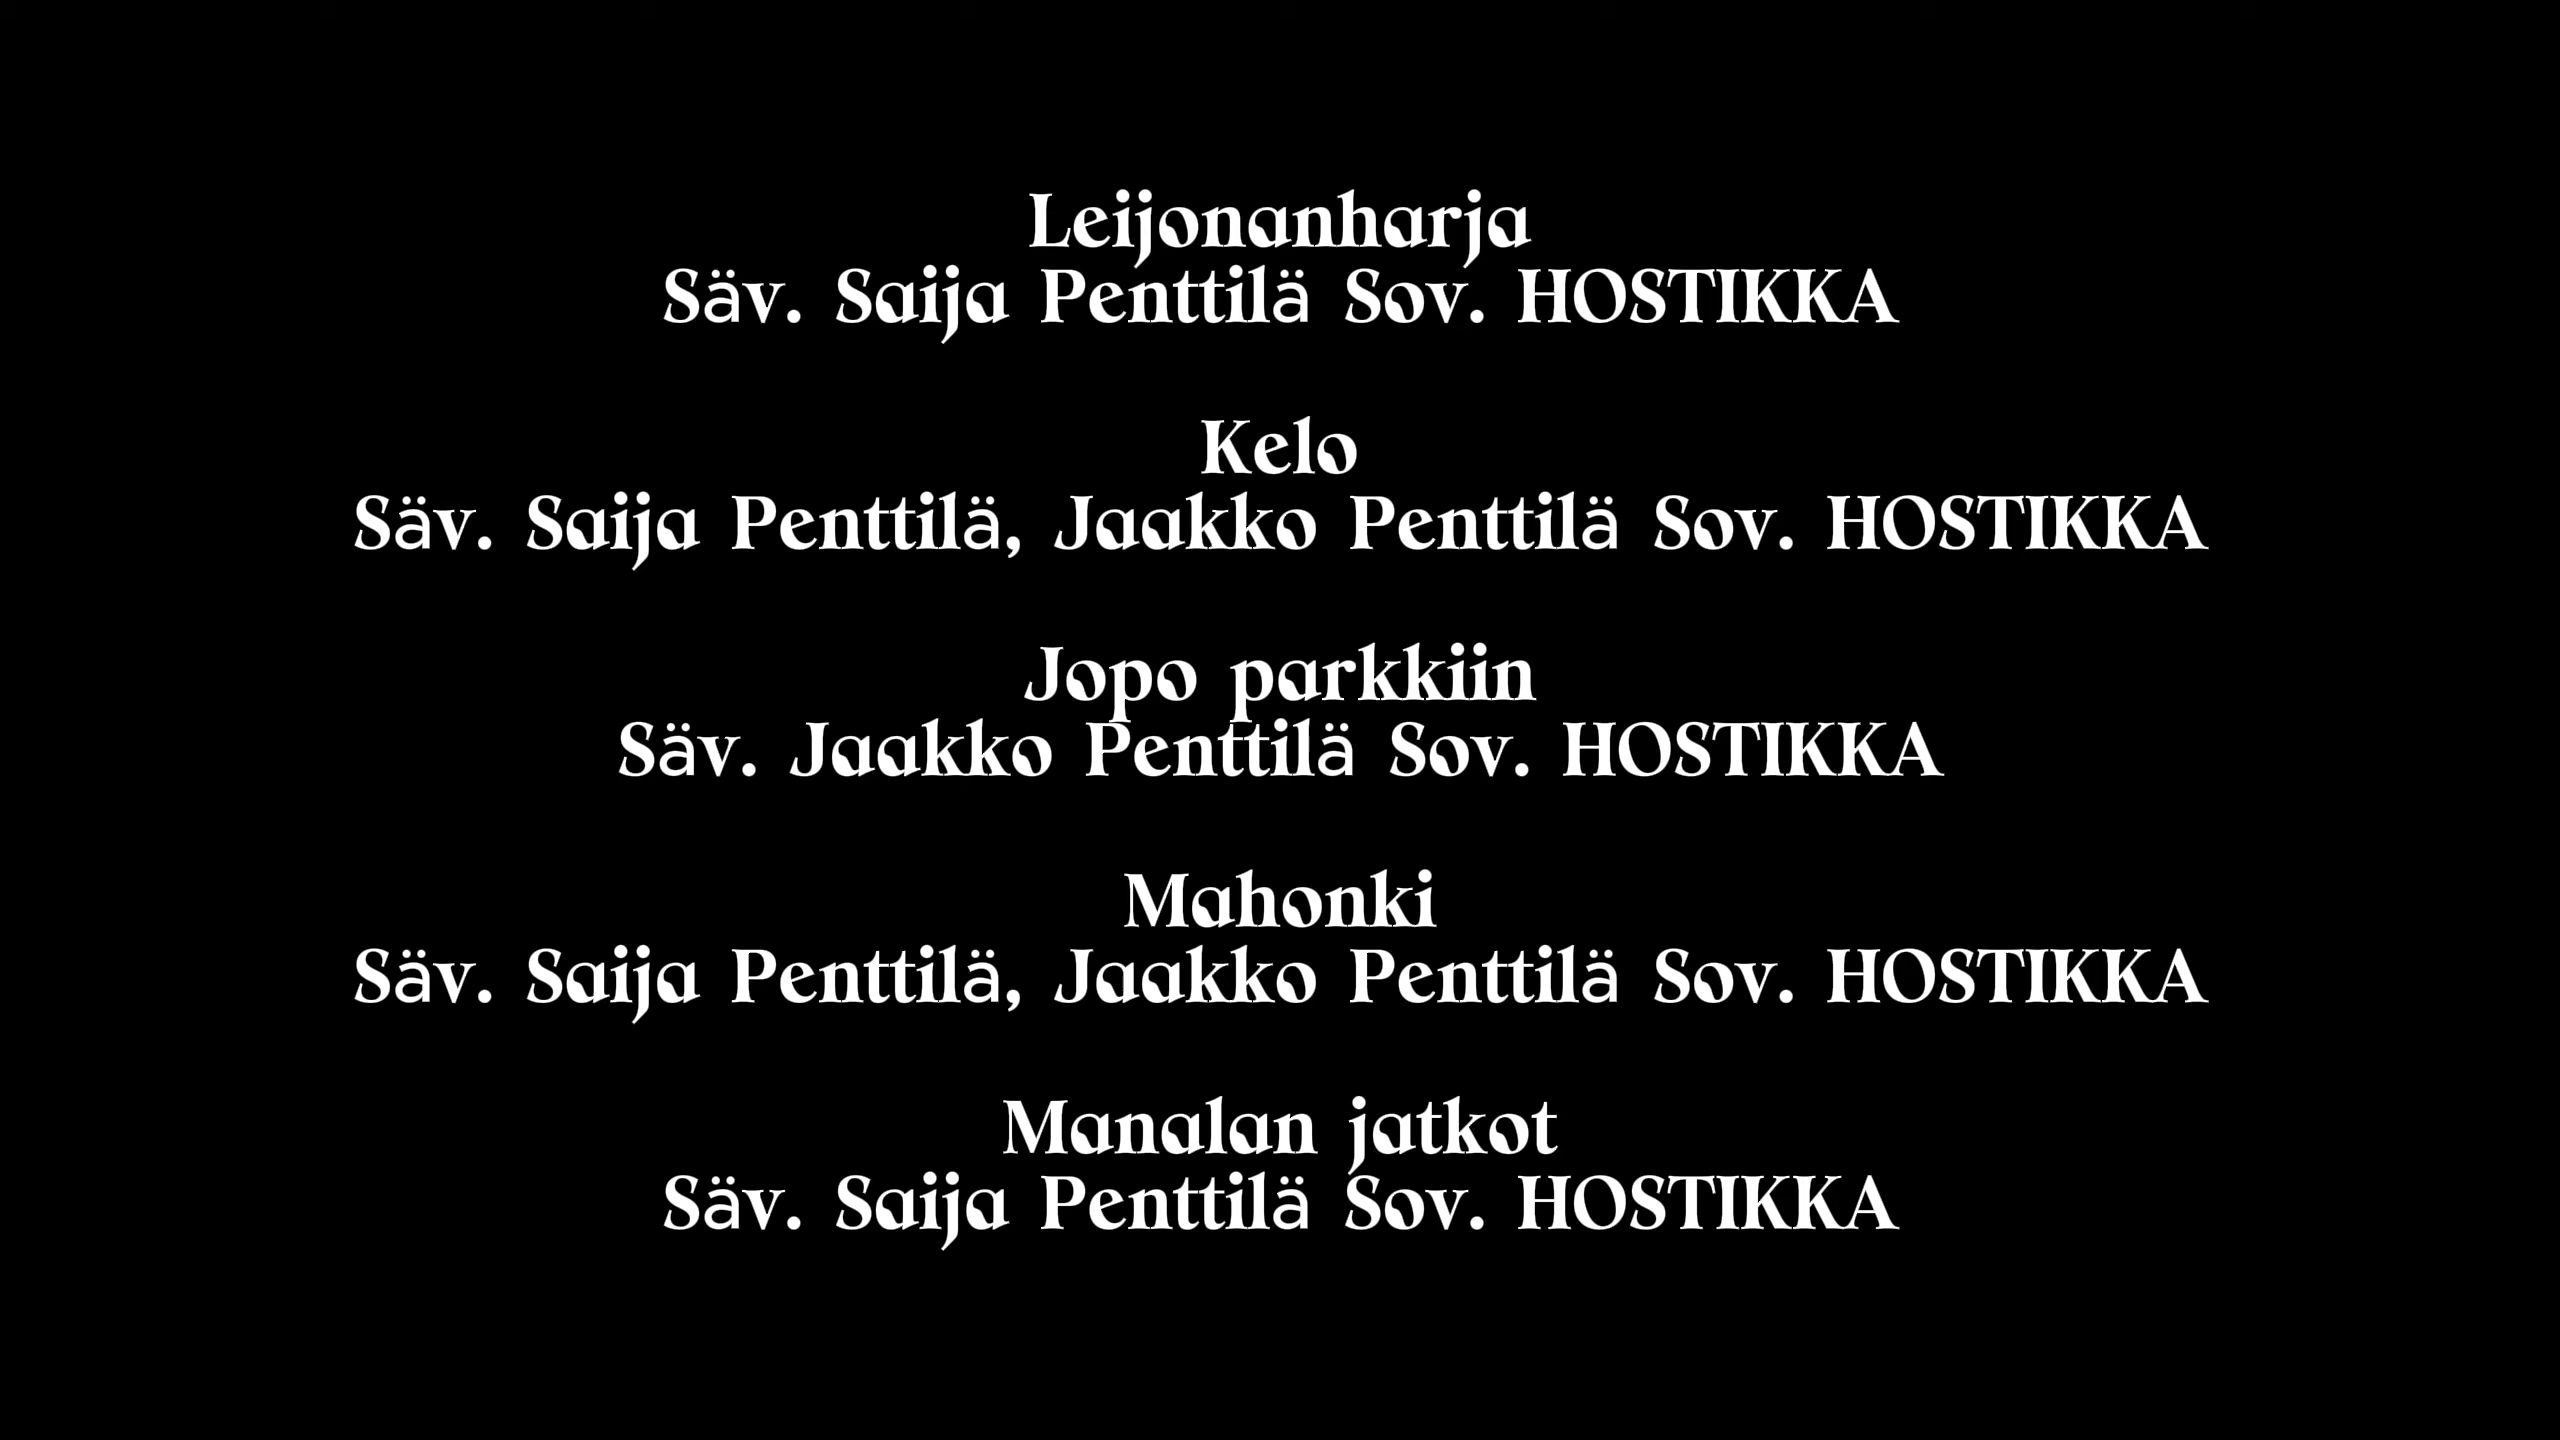 Leijonanharja
Säv. Saija Penttilä Sov. HOSTIKKA
Kelo
Säv. Saija Penttilä, Jaakko Penttilä Sov. HOSTIKKA
Jopo parkkiin
Säv. Jaakko Penttilä Sov. HOSTIKKA
Mahonki
Säv. Saija Penttilä, Jaakko Penttilä Sov. HOSTIKKA
Manalan jatkot
Säv. Saija Penttilä Sov. HOSTIKKA